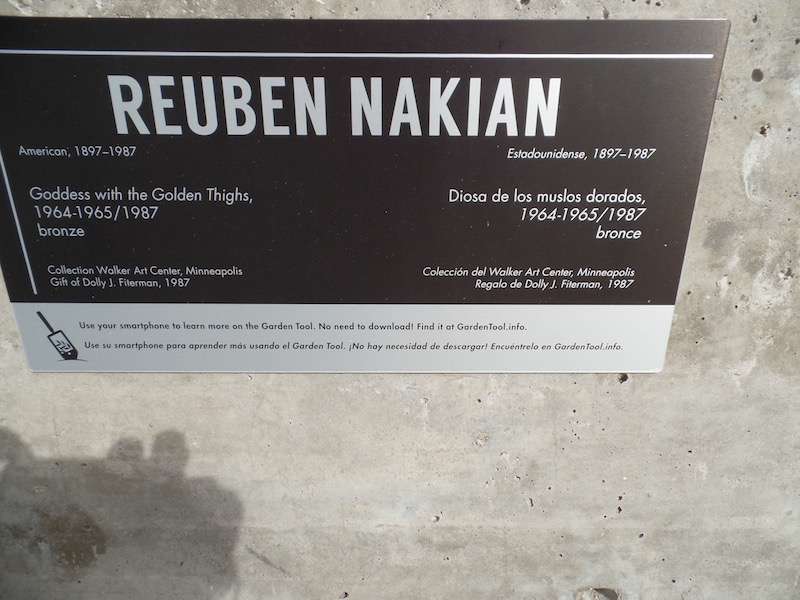 REUBEN NAKIAN
American, 1897–1987
Estadounidense, 1897–1987
Goddess with the Golden Thighs,
1964-1965/1987
bronze
Diosa de los muslos dorados,
1964-1965/1987
bronce
Collection Walker Art Center, Minneapolis
Gift of Dolly J. Fiterman, 1987
Colección del Walker Art Center, Minneapolis
Regalo de Dolly J. Fiterman, 1987
Use your smartphone to learn more on the Garden Tool. No need to download! Find it at GardenTool.info.
Use su smartphone para aprender más usando el Garden Tool. ¡No hay necesidad de descargar! Encuéntrelo en GardenTool.info.